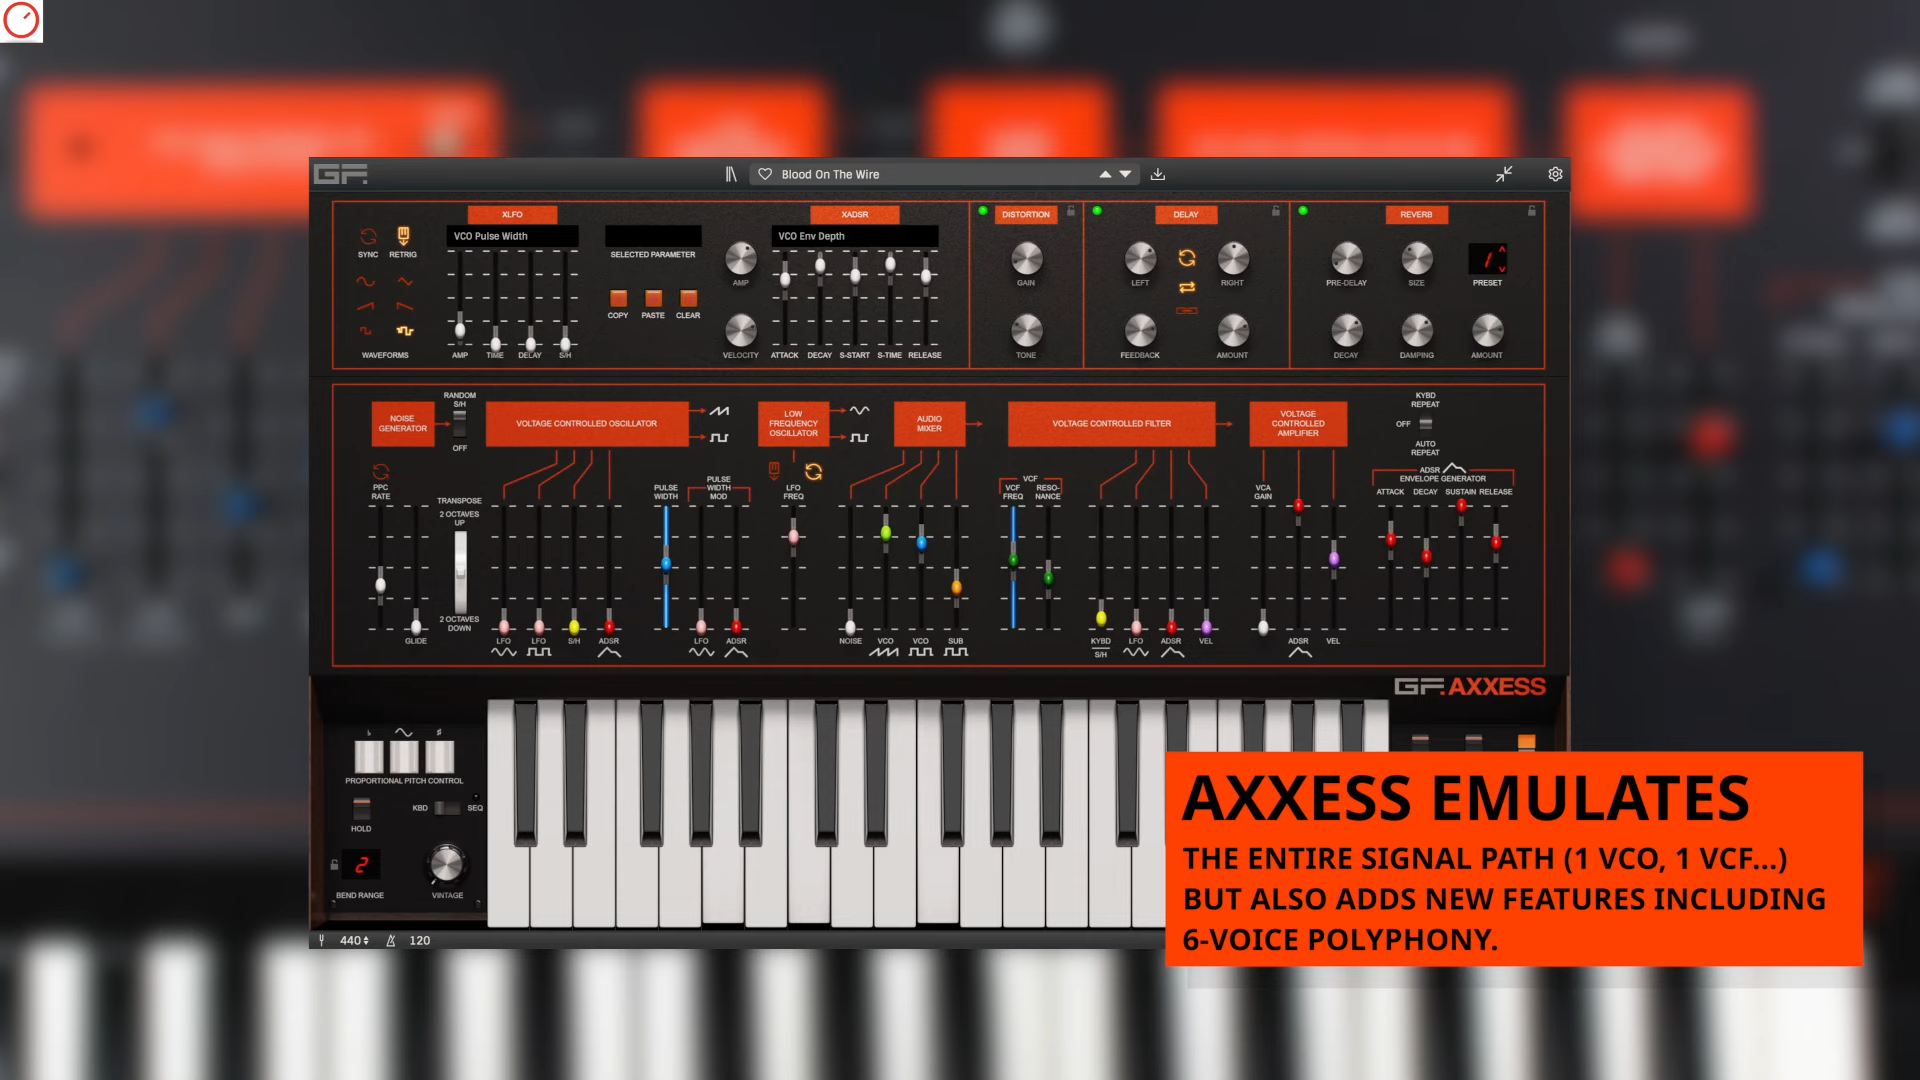 GF.
Blood On The Wire
XLFO
XADSR
DISTORTION
DELAY
REVERB
VCO Pulse Width
VCO Env Depth
SYNC
RETRIG
SELECTED PARAMETER
AMP
GAIN
LEFT
RIGHT
PRE-DELAY
SIZE
1
PRESET
COPY
PASTE
CLEAR
WAVEFORMS
AMP
TIME
DELAY
S/H
VELOCITY
ATTACK
DECAY
S-START
S-TIME
RELEASE
TONE
FEEDBACK
AMOUNT
DECAY
DAMPING
AMOUNT
NOISE
GENERATOR
RANDOM
S/H
OFF
VOLTAGE CONTROLLED OSCILLATOR
LOW
FREQUENCY
OSCILLATOR
AUDIO
MIXER
VOLTAGE CONTROLLED FILTER
VOLTAGE
CONTROLLED
AMPLIFIER
KYBD
REPEAT
OFF
AUTO
REPEAT
ADSR
ENVELOPE GENERATOR
ATTACK
DECAY
SUSTAIN
RELEASE
PPC
RATE
GLIDE
TRANSPOSE
2 OCTAVES
UP
2 OCTAVES
DOWN
LFO
LFO
S/H
ADSR
PULSE
WIDTH
PULSE
WIDTH
MOD
LFO
ADSR
LFO
FREQ
NOISE
VCO
VCO
SUB
VCF
VCF
FREQ
RESO-
NANCE
KYBD
S/H
LFO
ADSR
VEL
VCA
GAIN
ADSR
VEL
GF.AXXESS
PROPORTIONAL PITCH CONTROL
HOLD
KBD
SEQ
2
BEND RANGE
VINTAGE
440
120
AXXESS EMULATES
THE ENTIRE SIGNAL PATH (1 VCO, 1 VCF...)
BUT ALSO ADDS NEW FEATURES INCLUDING
6-VOICE POLYPHONY.